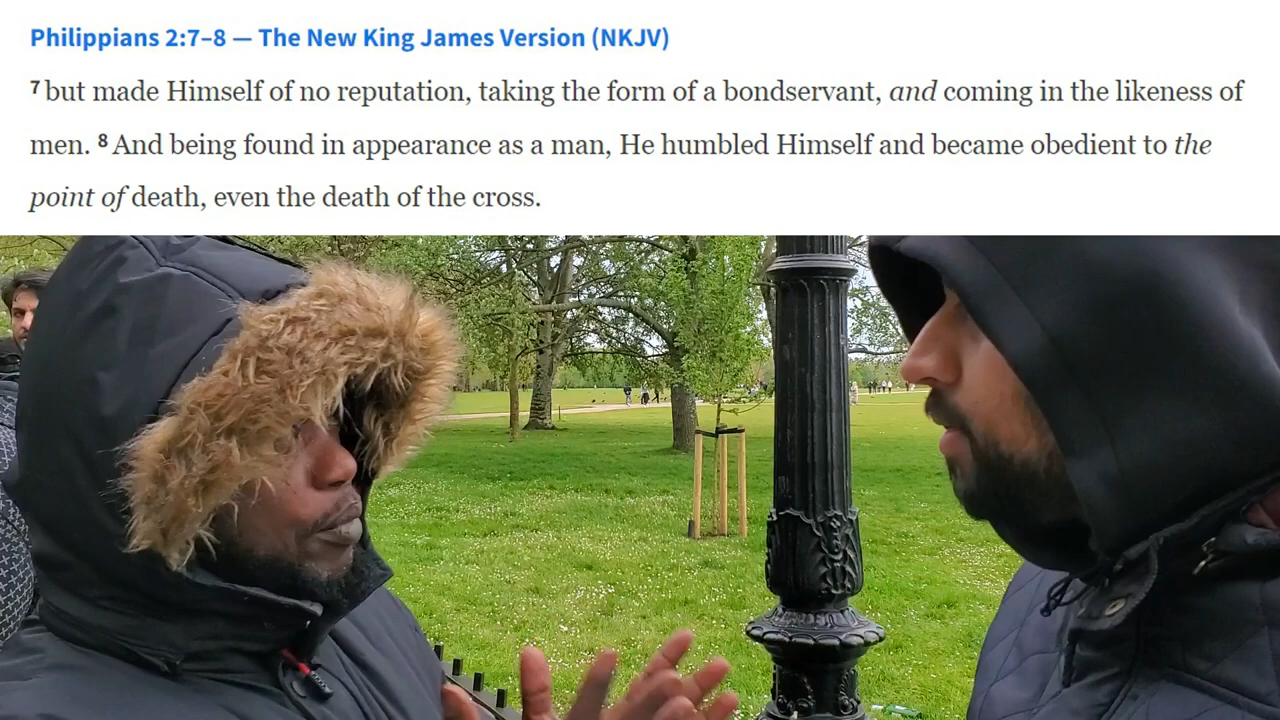 Philippians 2:7–8 — The New King James Version (NKJV)
7 but made Himself of no reputation, taking the form of a bondservant, and coming in the likeness of
men. 8 And being found in appearance as a man, He humbled Himself and became obedient to the
point of death, even the death of the cross.